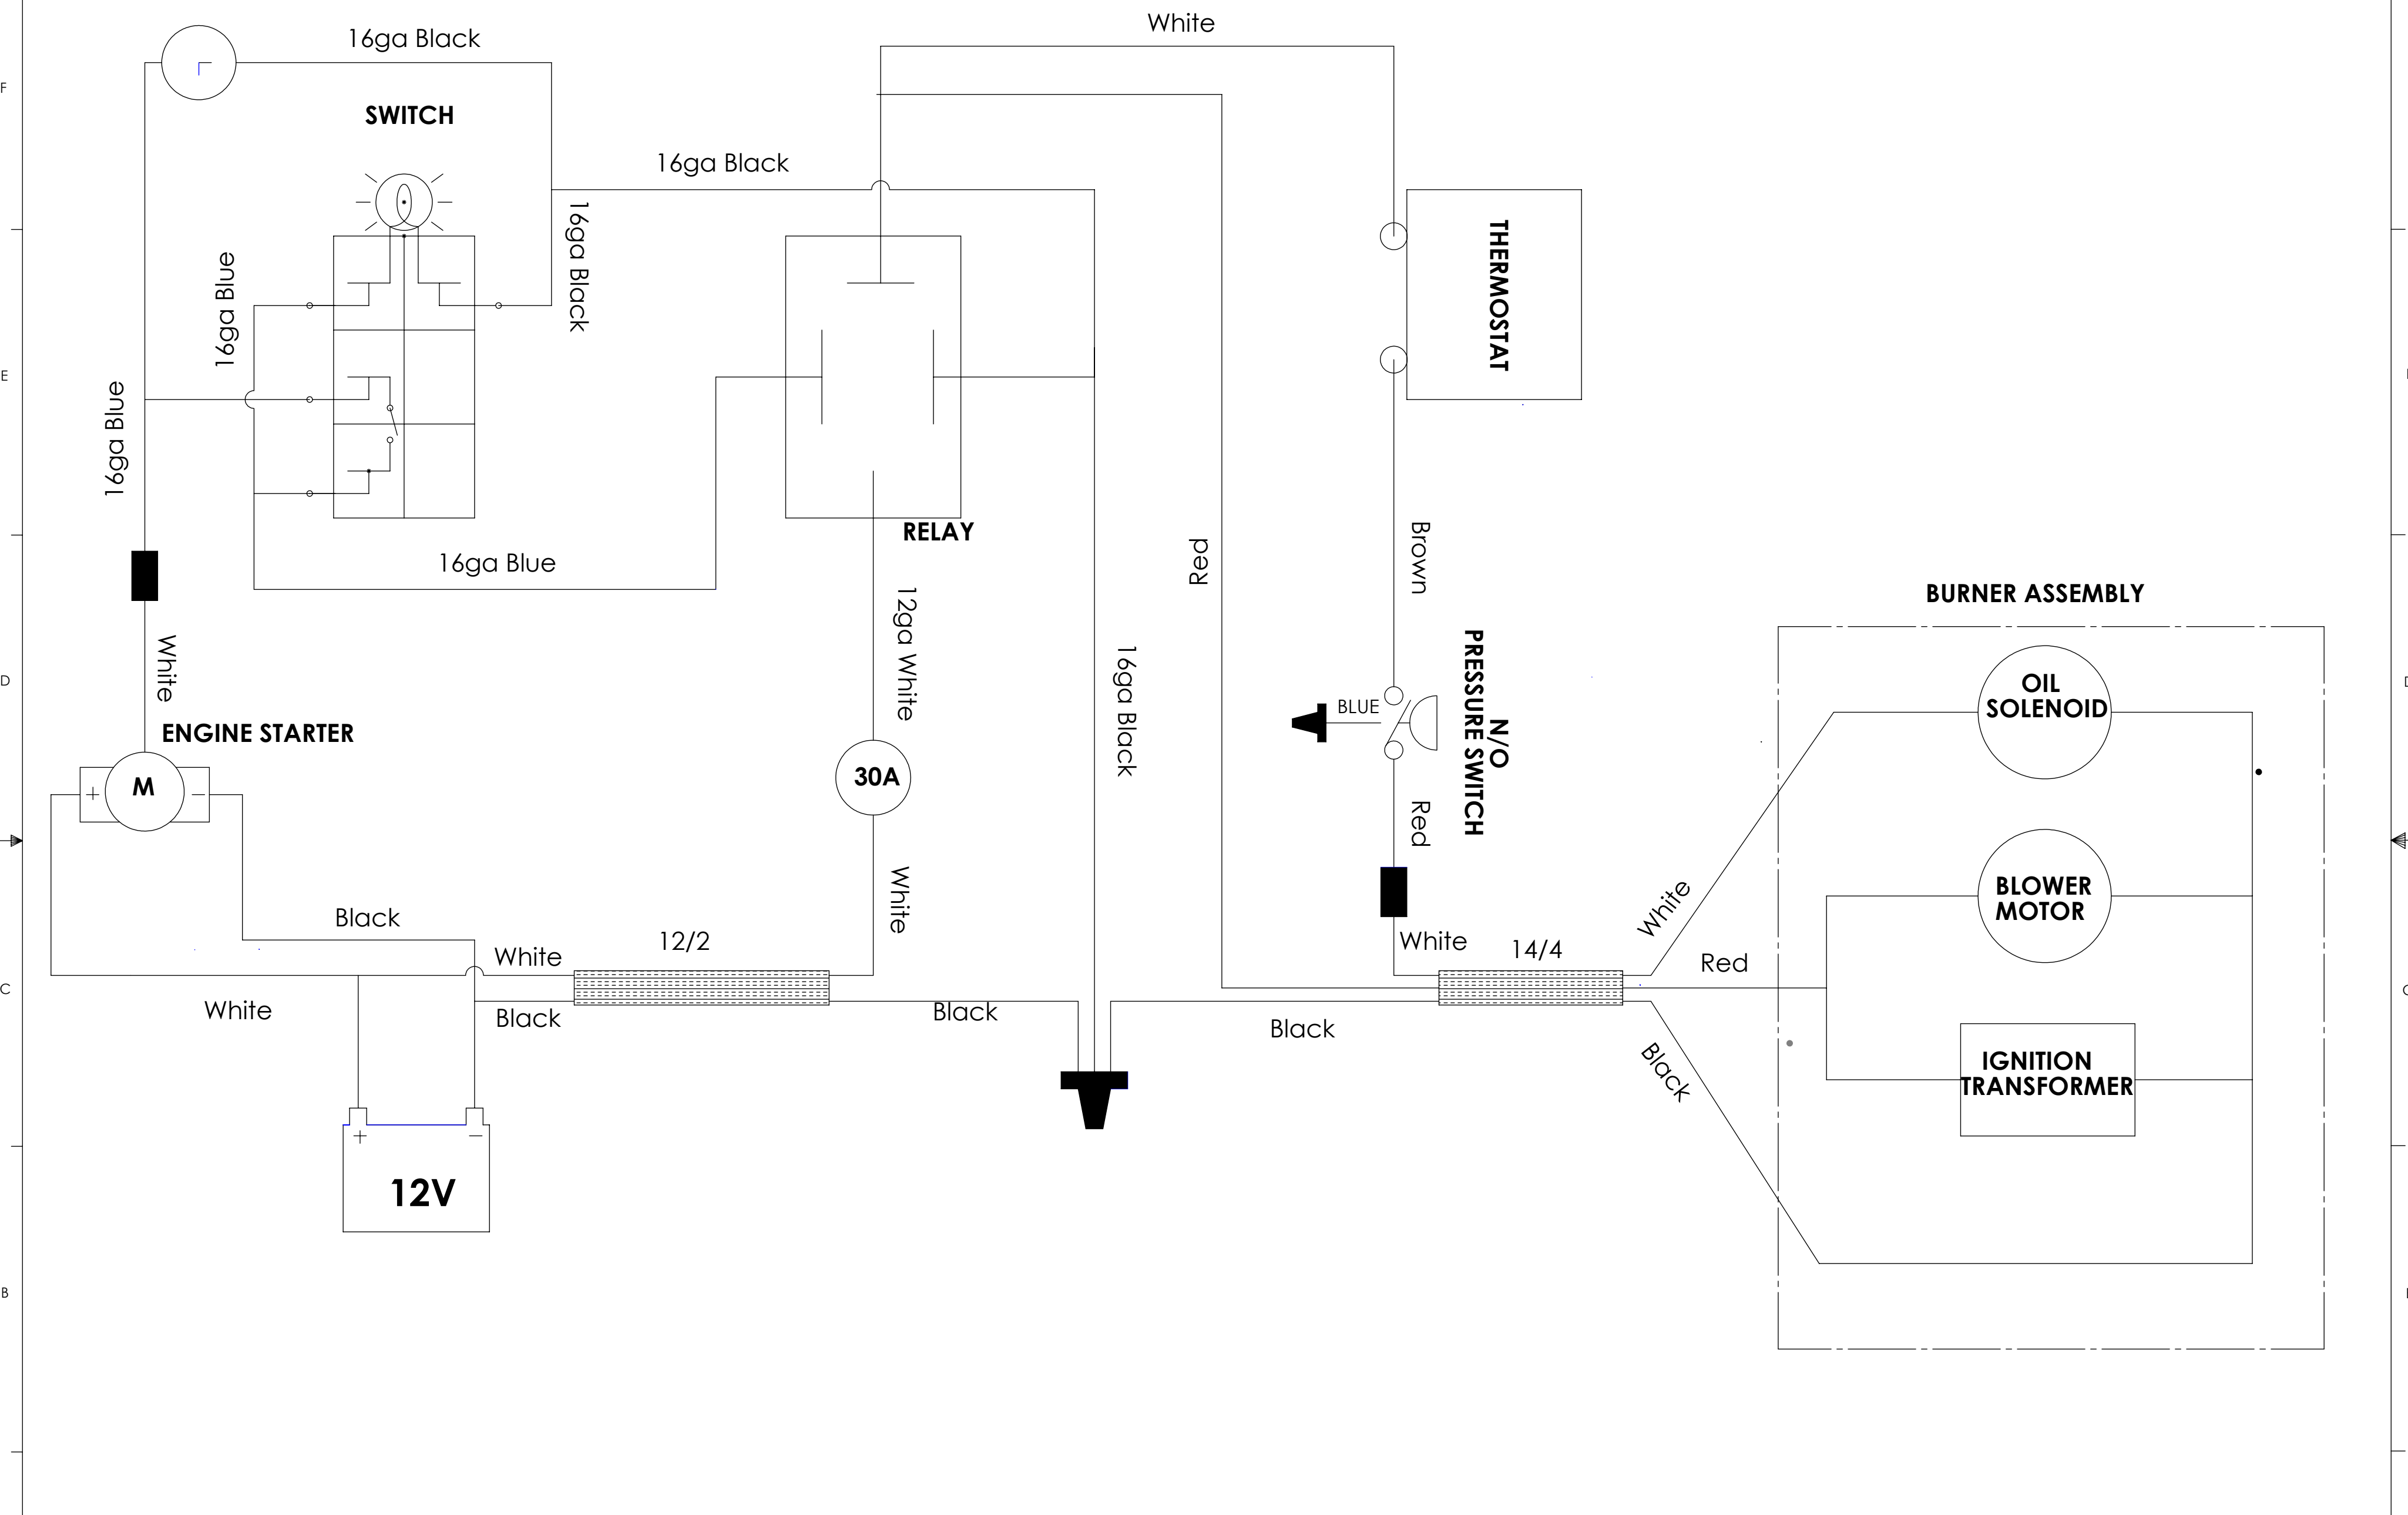 White
16ga Black
F
SWITCH
16ga Black
16ga Black
16ga Blue
THERMOSTAT
E
16ga Blue
RELAY
16ga Blue
Red
Brown
12ga White
BURNER ASSEMBLY
White
16ga Black
N/O
PRESSURE SWITCH
D
OIL
SOLENOID
BLUE
ENGINE STARTER
+ M −
30A
Red
White
BLOWER
MOTOR
White
Black
12/2
White
14/4
White
Red
C
White
Black
Black
Black
Black
IGNITION
TRANSFORMER
+ −
12V
B